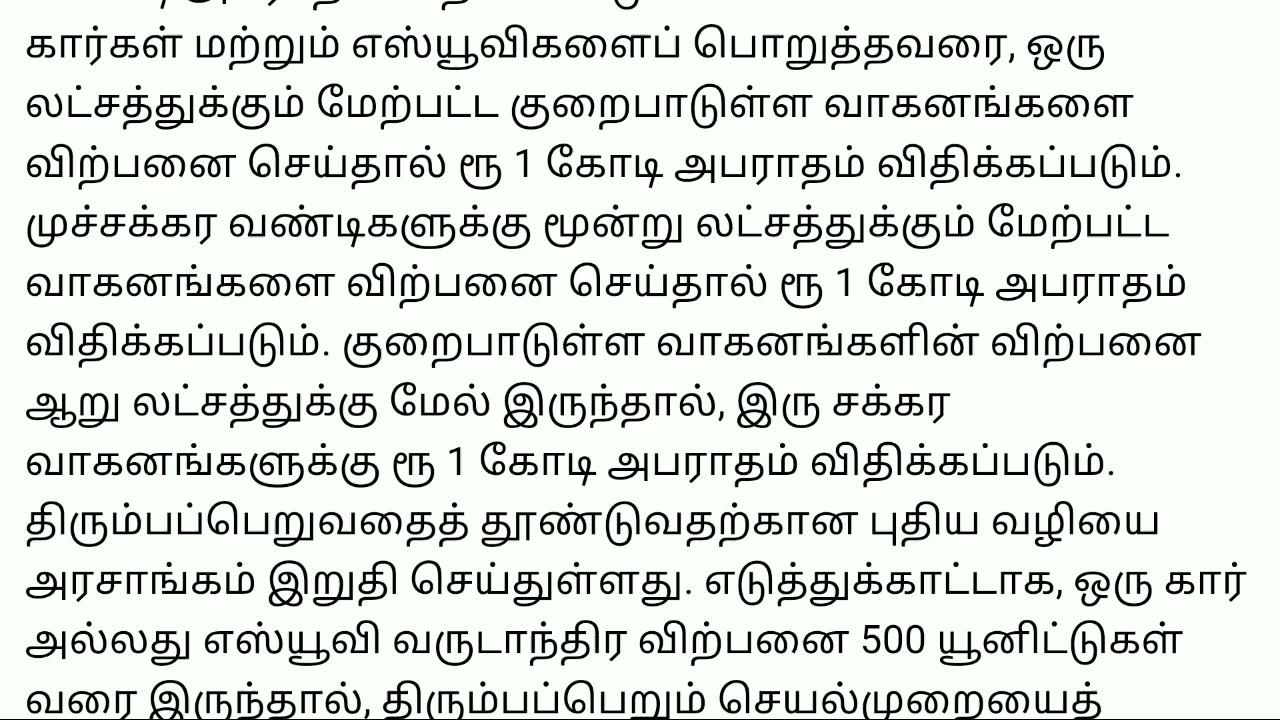 கார்கள் மற்றும் எஸ்யூவிகளைப் பொறுத்தவரை, ஒரு
லட்சத்துக்கும் மேற்பட்ட குறைபாடுள்ள வாகனங்களை
விற்பனை செய்தால் ரூ 1 கோடி அபராதம் விதிக்கப்படும்.
முச்சக்கர வண்டிகளுக்கு மூன்று லட்சத்துக்கும் மேற்பட்ட
வாகனங்களை விற்பனை செய்தால் ரூ 1 கோடி அபராதம்
விதிக்கப்படும். குறைபாடுள்ள வாகனங்களின் விற்பனை
ஆறு லட்சத்துக்கு மேல் இருந்தால், இரு சக்கர
வாகனங்களுக்கு ரூ 1 கோடி அபராதம் விதிக்கப்படும்.
திரும்பப்பெறுவதைத் தூண்டுவதற்கான புதிய வழியை
அரசாங்கம் இறுதி செய்துள்ளது. எடுத்துக்காட்டாக, ஒரு கார்
அல்லது எஸ்யூவி வருடாந்திர விற்பனை 500 யூனிட்டுகள்
வரை இருந்தால், திரும்பப்பெறும் செயல்முறையைத்